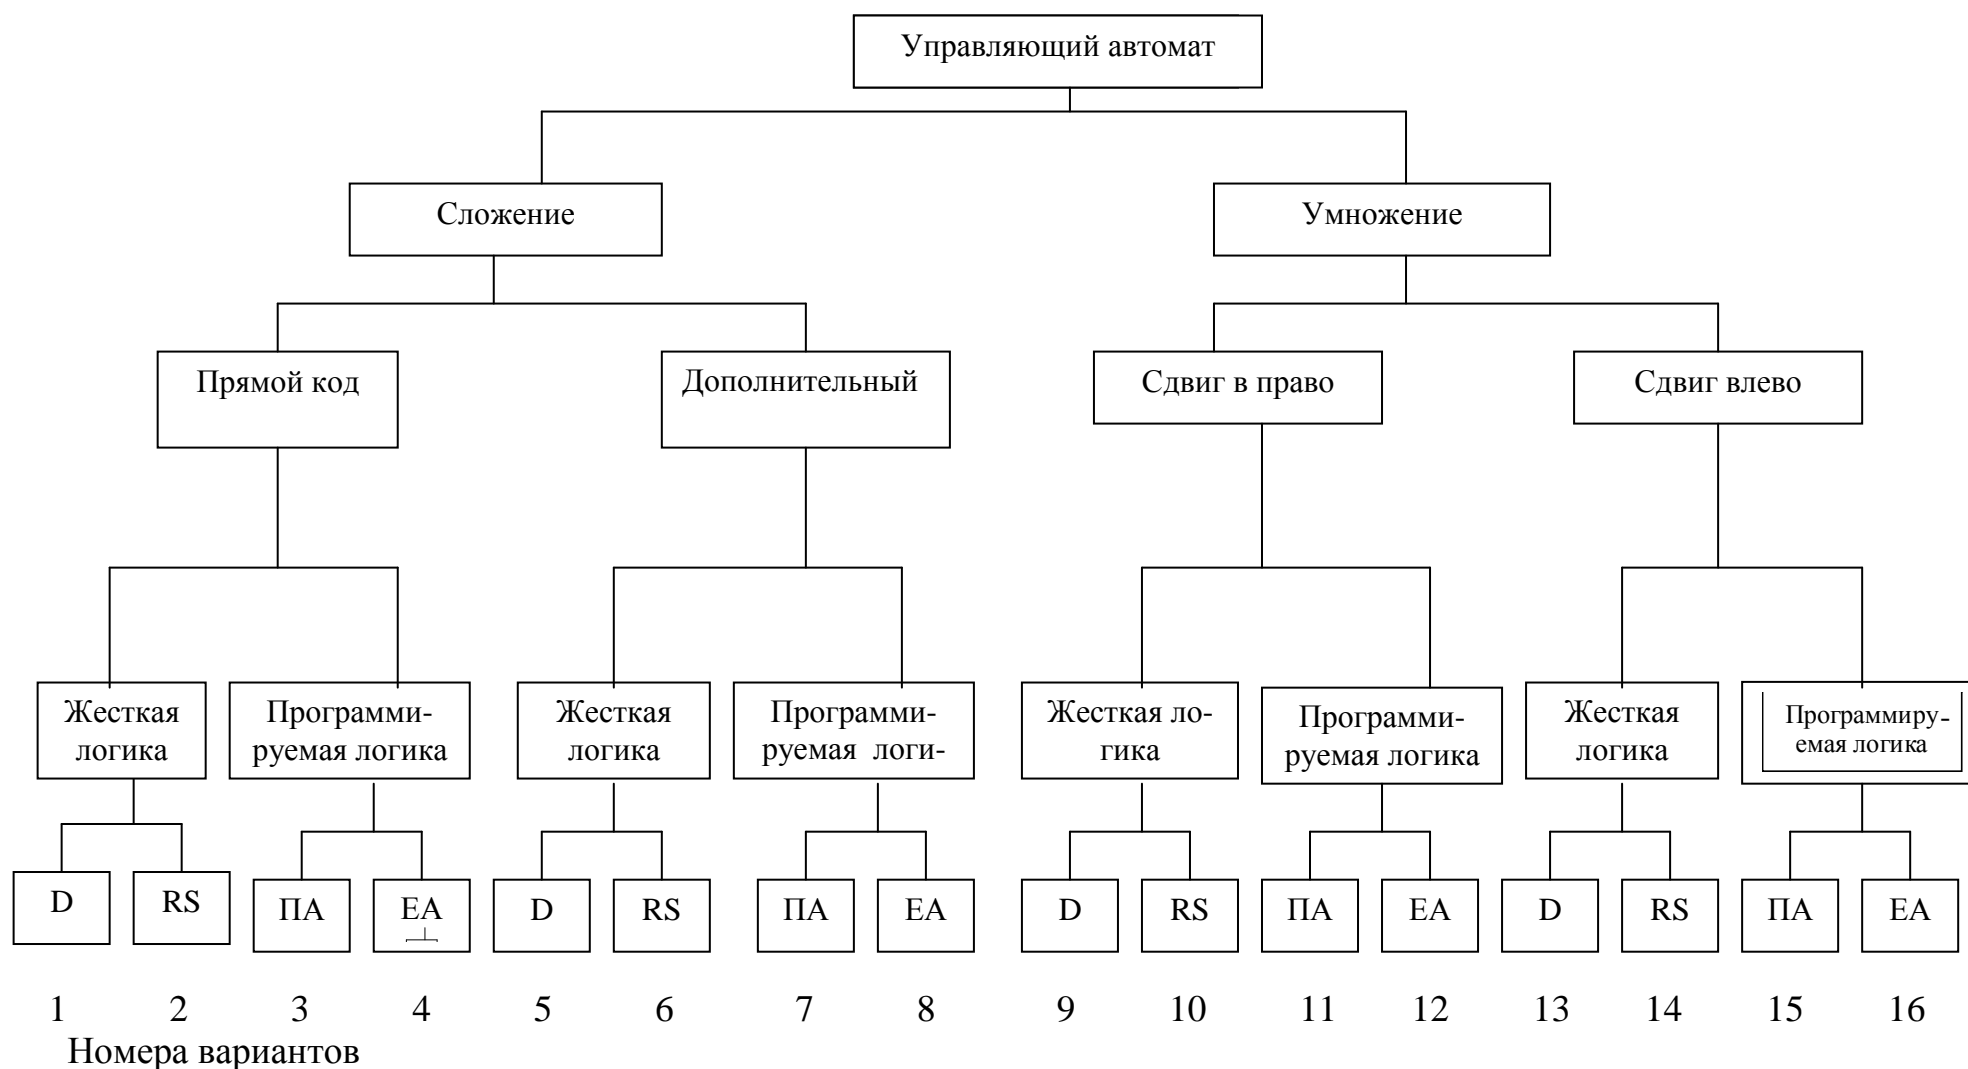 Управляющий автомат
Сложение
Умножение
Прямой код
Дополнительный
Сдвиг в право
Сдвиг влево
Жесткая
логика
Программи-
руемая логика
Жесткая
логика
Программи-
руемая логи-
Жесткая ло-
гика
Программи-
руемая логика
Жесткая
логика
Программиру-
емая логика
D
RS
ПА
ЕА
D
RS
ПА
ЕА
D
RS
ПА
ЕА
D
RS
ПА
ЕА
1 2 3 4 5 6 7 8 9 10 11 12 13 14 15 16
Номера вариантов